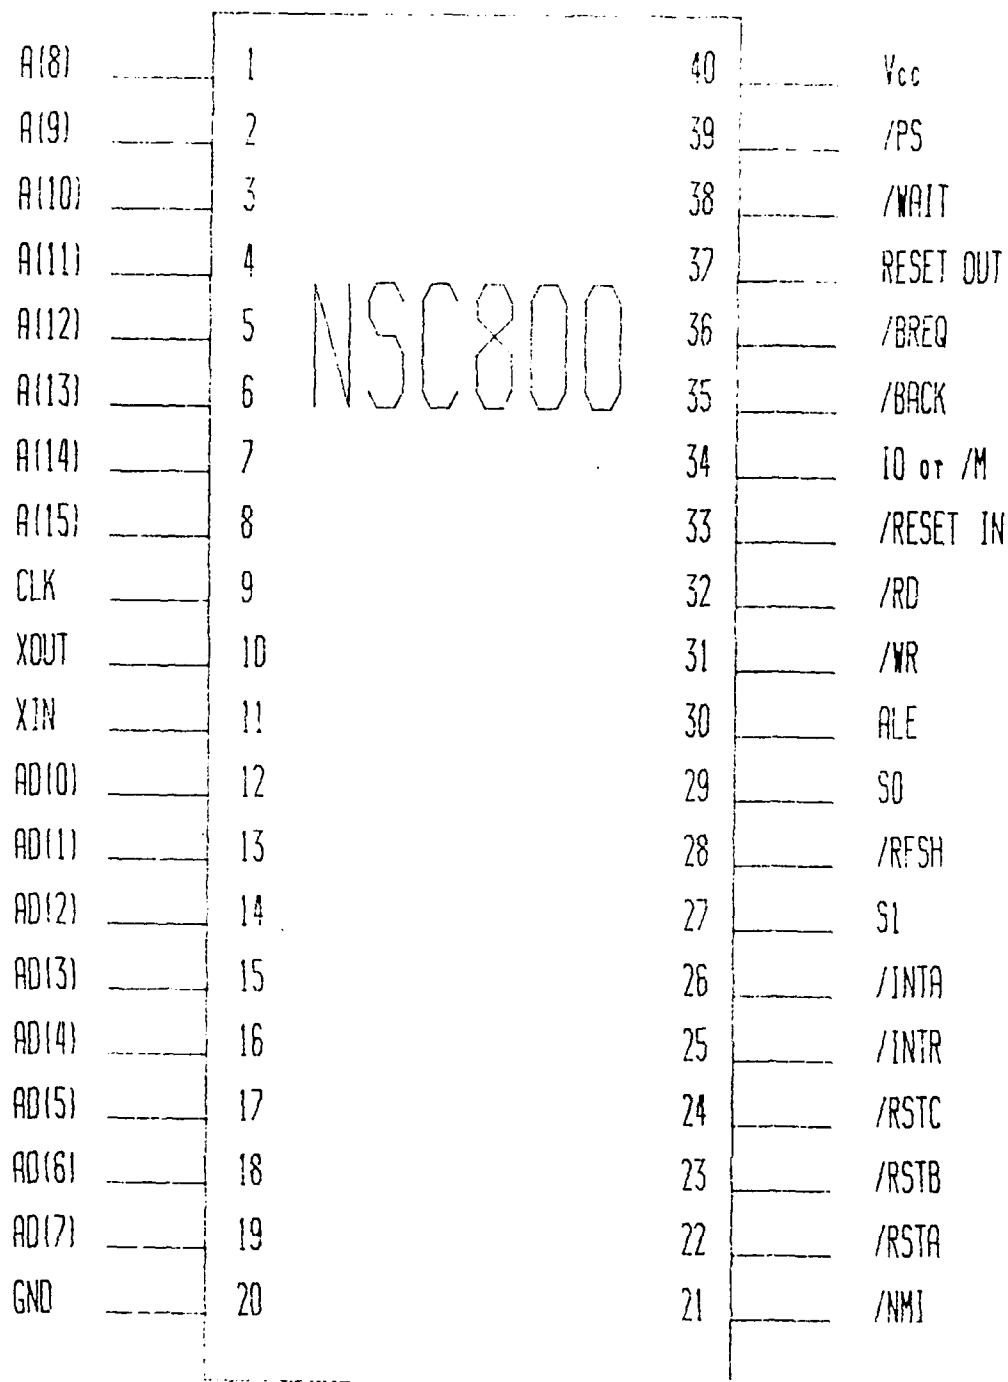 A(8) 1 40 Vcc
A(9) 2 39 /PS
A(10) 3 38 /WAIT
A(11) 4 37 RESET OUT
A(12) 5 36 /BREQ
A(13) 6 35 /BACK
NSC800
A(14) 7 34 IO or /M
A(15) 8 33 /RESET IN
CLK 9 32 /RD
XOUT 10 31 /WR
XIN 11 30 ALE
AD(0) 12 29 S0
AD(1) 13 28 /RFSH
AD(2) 14 27 S1
AD(3) 15 26 /INTA
AD(4) 16 25 /INTR
AD(5) 17 24 /RSTC
AD(6) 18 23 /RSTB
AD(7) 19 22 /RSTA
GND 20 21 /NMI